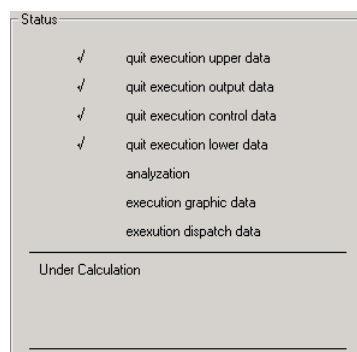 Status
√ quit execution upper data
√ quit execution output data
√ quit execution control data
√ quit execution lower data
analyzation
execution graphic data
exexution dispatch data
Under Calculation